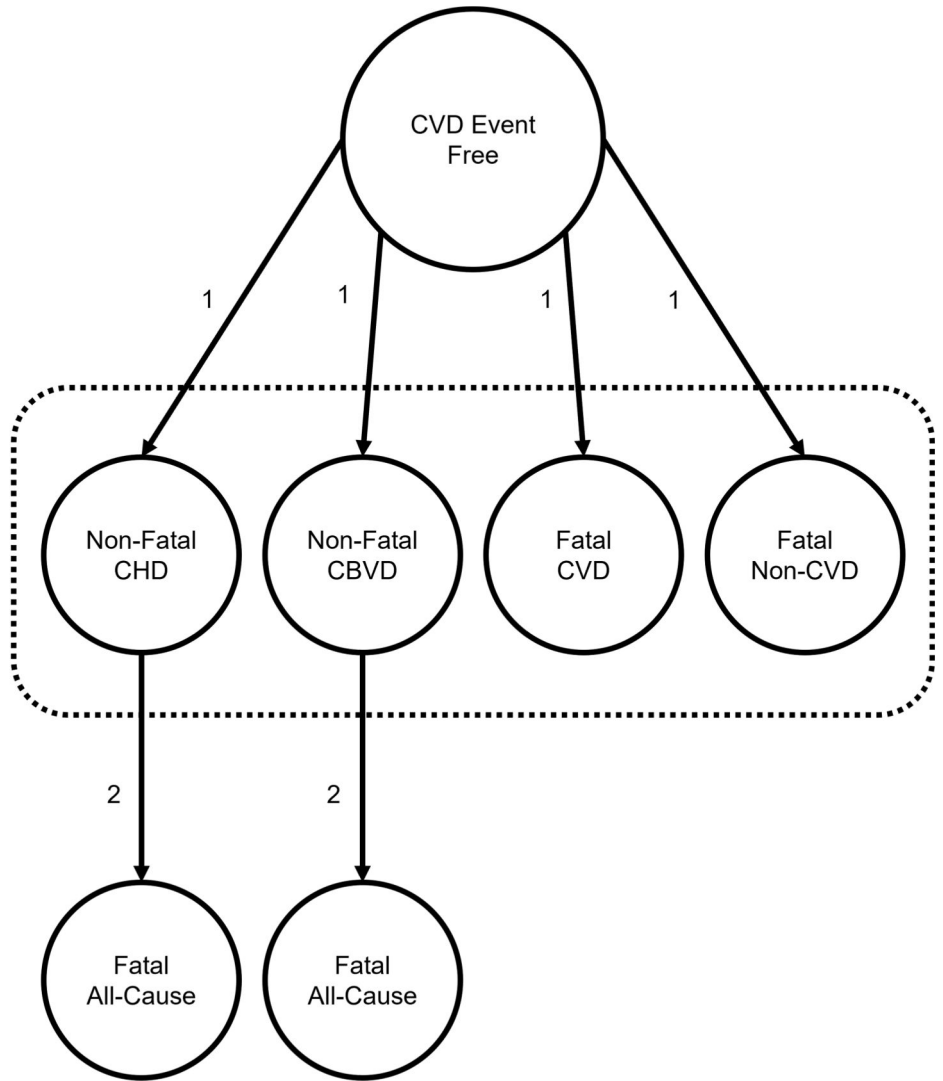 CVD Event
Free
1
1
1
1
Non-Fatal
CHD
Non-Fatal
CBVD
Fatal
CVD
Fatal
Non-CVD
2
2
Fatal
All-Cause
Fatal
All-Cause